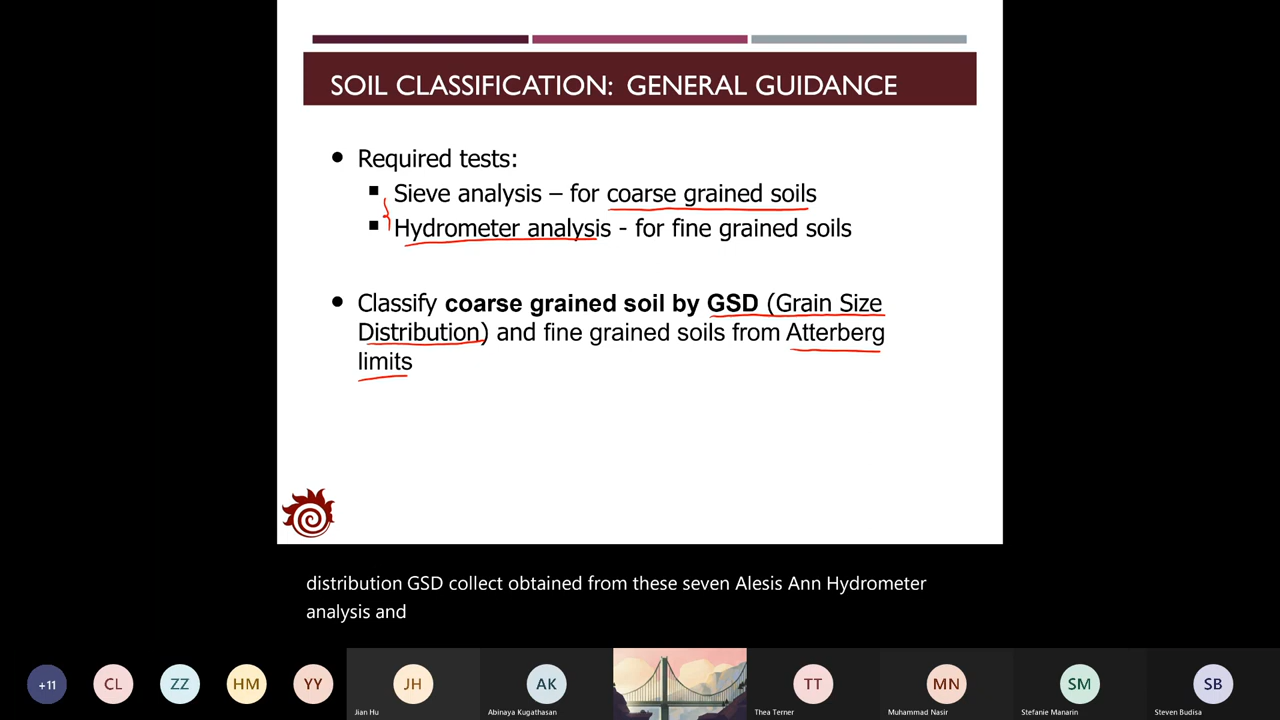 SOIL CLASSIFICATION: GENERAL GUIDANCE
Required tests:
Sieve analysis – for coarse grained soils
Hydrometer analysis - for fine grained soils
Classify coarse grained soil by GSD (Grain Size
Distribution) and fine grained soils from Atterberg
limits
distribution GSD collect obtained from these seven Alesis Ann Hydrometer
analysis and
+11
CL
ZZ
HM
YY
JH
Jian Hu
AK
Abinaya Kugathasan
TT
Thea Terner
MN
Muhammad Nasir
SM
Stefanie Manarin
SB
Steven Budisa